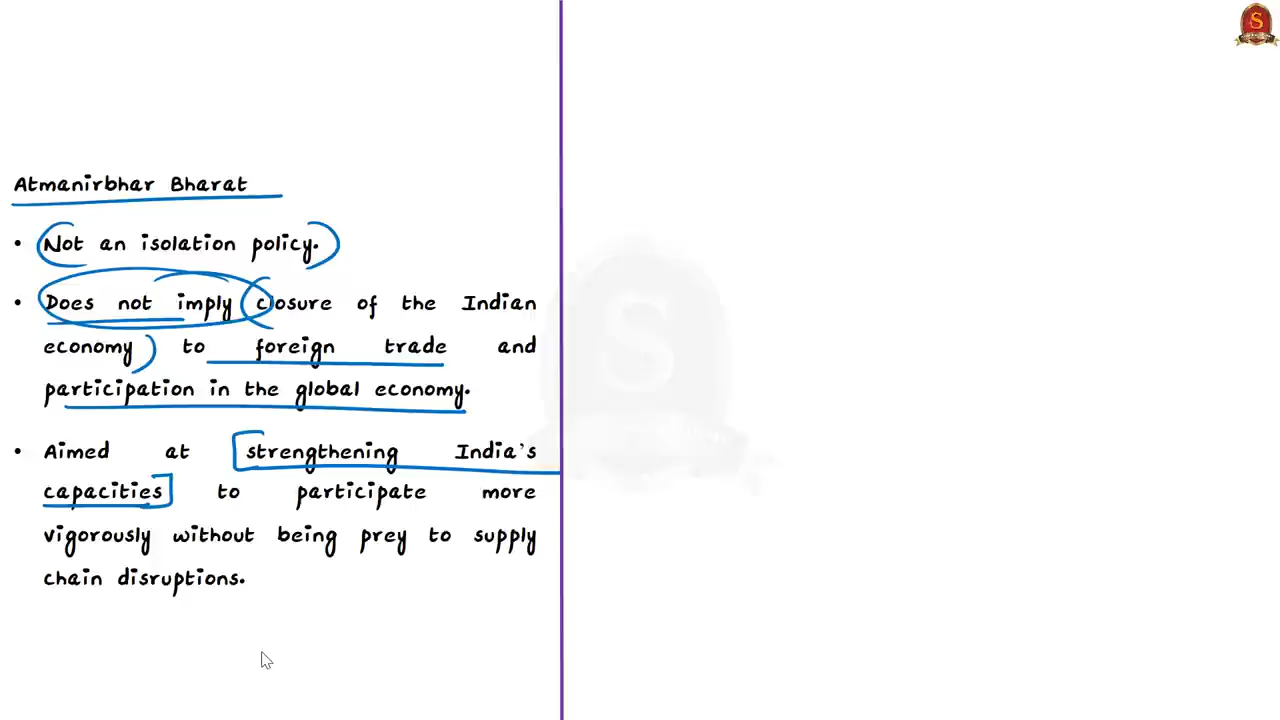 Atmanirbhar Bharat
• Not an isolation policy.
• Does not imply closure of the Indian
economy to foreign trade and
participation in the global economy.
• Aimed at strengthening India's
capacities to participate more
vigorously without being prey to supply
chain disruptions.
S